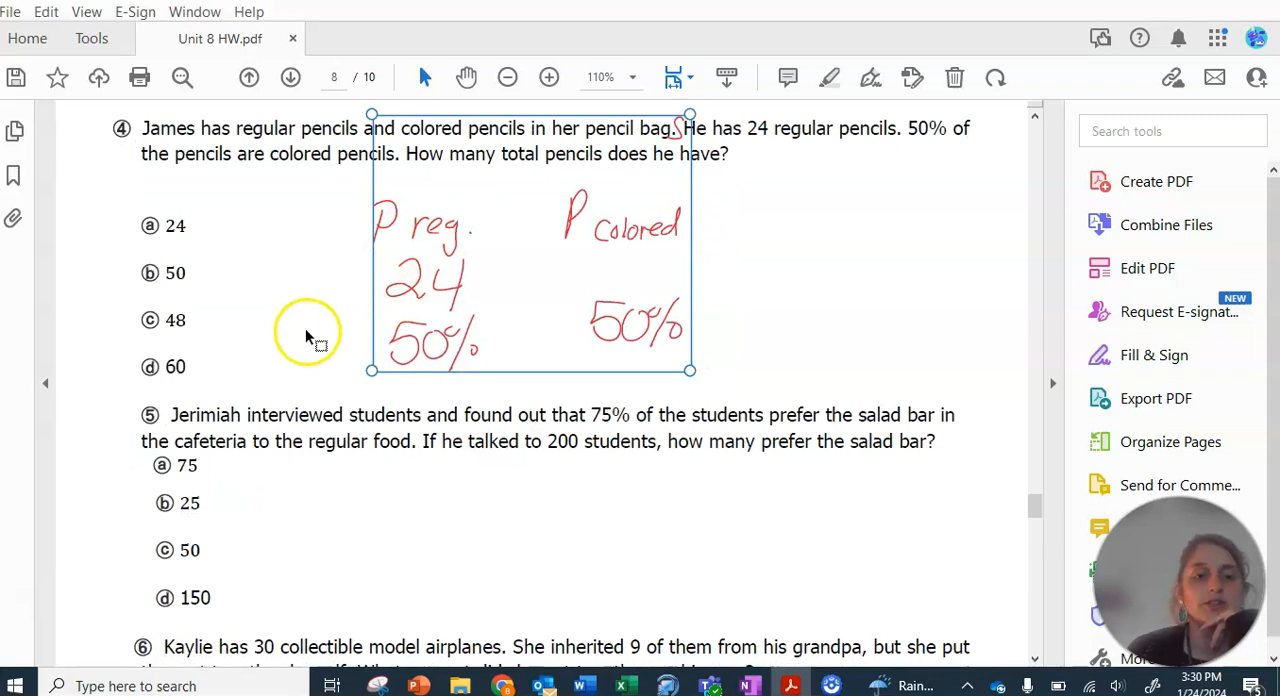 File Edit View E-Sign Window Help
Home Tools Unit 8 HW.pdf ×
8 / 10 110%
④ James has regular pencils and colored pencils in her pencil bag. SHe has 24 regular pencils. 50% of
the pencils are colored pencils. How many total pencils does he have?
ⓐ 24
ⓑ 50
ⓒ 48
ⓓ 60
P reg.
24
50%
P colored
50%
⑤ Jerimiah interviewed students and found out that 75% of the students prefer the salad bar in
the cafeteria to the regular food. If he talked to 200 students, how many prefer the salad bar?
ⓐ 75
ⓑ 25
ⓒ 50
ⓓ 150
⑥ Kaylie has 30 collectible model airplanes. She inherited 9 of them from his grandpa, but she put
Search tools
Create PDF
Combine Files
Edit PDF
Organize Pages
NEW
Request E-signat...
Fill & Sign
Export PDF
Send for Comme...
Type here to search
Rain...
3:30 PM
1/24/2024
5